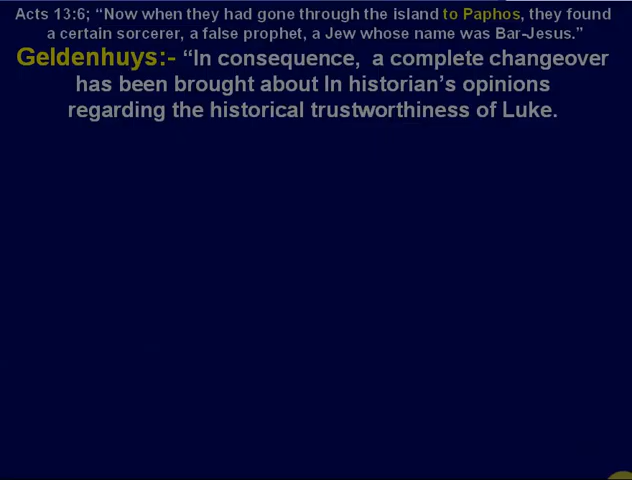 Acts 13:6; “Now when they had gone through the island to Paphos, they found
a certain sorcerer, a false prophet, a Jew whose name was Bar-Jesus.”
Geldenhuys:- “In consequence, a complete changeover
has been brought about In historian’s opinions
regarding the historical trustworthiness of Luke.